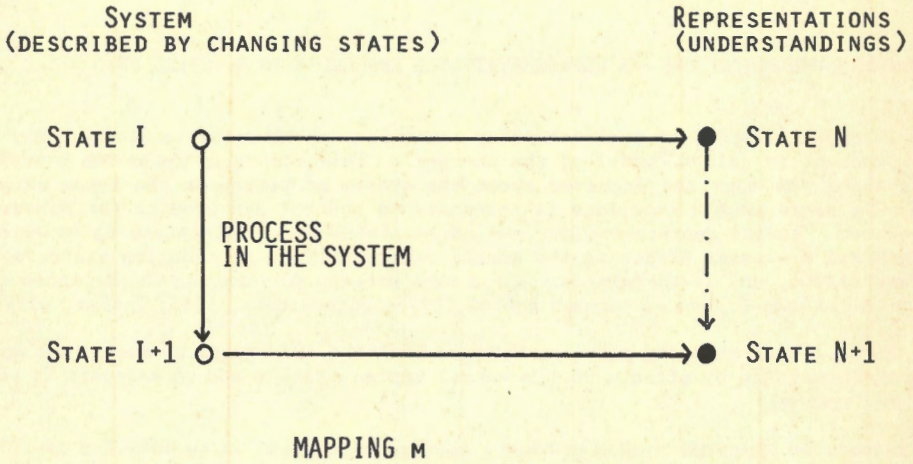 SYSTEM
(DESCRIBED BY CHANGING STATES)
REPRESENTATIONS
(UNDERSTANDINGS)
STATE I
STATE N
PROCESS
IN THE SYSTEM
STATE I+1
STATE N+1
MAPPING M